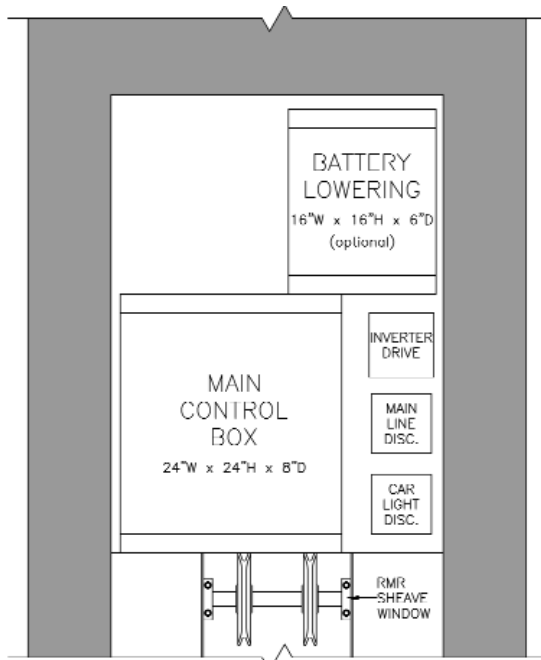 BATTERY
LOWERING
16"W x 16"H x 6"D
(optional)
INVERTER
DRIVE
MAIN
CONTROL
BOX
24"W x 24"H x 8"D
MAIN
LINE
DISC.
CAR
LIGHT
DISC.
RMR
SHEAVE
WINDOW